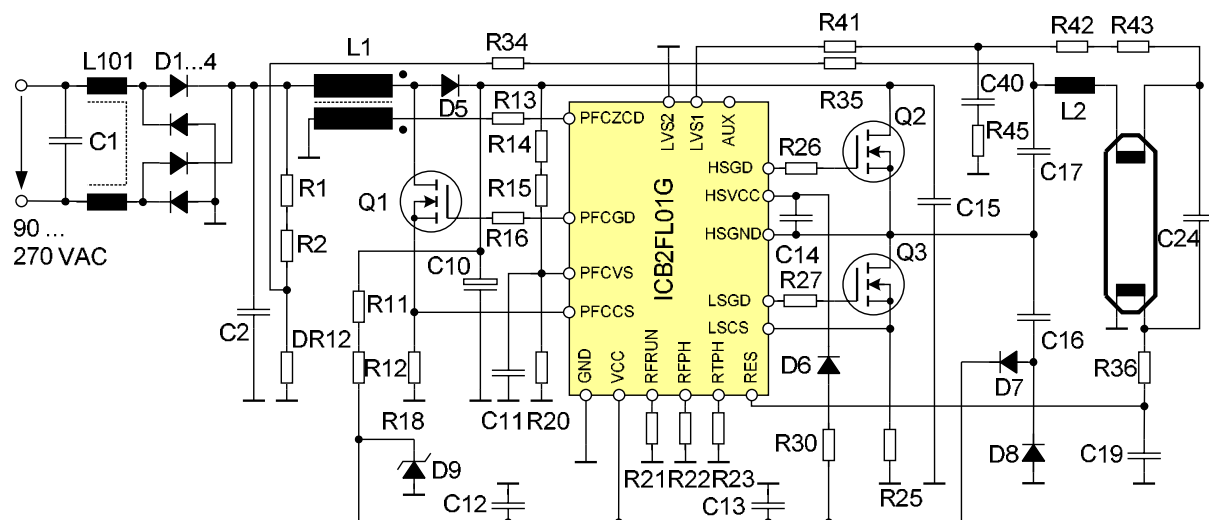 R41
R42
R43
L1
R34
L101
D1...4
C40
D5
R13
R35
L2
C1
PFCZCD
LVS2
LVS1
AUX
Q2
R14
R45
R26
HSGD
C17
R1
R15
Q1
HSVCC
PFCGD
C15
90 ...
270 VAC
R2
R16
HSGND
C14
C24
C10
ICB2FL01G
Q3
PFCVS
R27
R11
LSGD
PFCCS
LSCS
C2
DR12
C16
R12
D6
D7
R36
GND
VCC
RFRUN
RFPH
RTPH
RES
R18
C11
R20
R30
D8
C19
D9
R21
R22
R23
R25
C12
C13